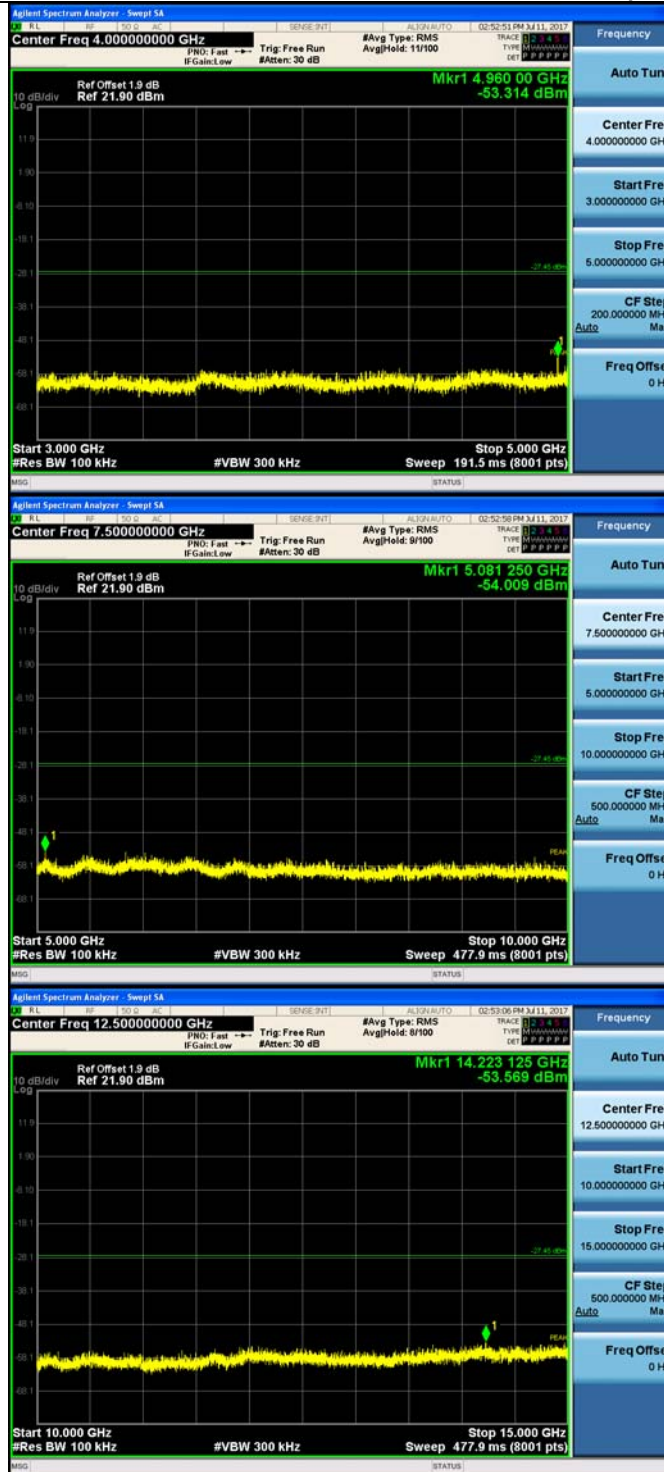 Agilent Spectrum Analyzer - Swept SA
RL RF 50 Ω AC SENSE:INT ALIGN AUTO 02:52:51 PM Jul 11, 2017
Center Freq 4.000000000 GHz
PNO: Fast
IFGain:Low
Trig: Free Run
#Atten: 30 dB
#Avg Type: RMS
Avg|Hold: 11/100
TRACE 1 2 3 4 5
TYPE M
DET P P P P P P
Frequency
Mkr1 4.960 00 GHz
-53.314 dBm
Ref Offset 1.9 dB
10 dB/div Ref 21.90 dBm
Log
11.9
1.90
-8.10
-18.1
-28.1
-38.1
-48.1
-58.1
-68.1
-27.45 dBm
1
Start 3.000 GHz Stop 5.000 GHz
#Res BW 100 kHz #VBW 300 kHz Sweep 191.5 ms (8001 pts)
MSG STATUS
Auto Tun
Center Fre
4.000000000 GH
Start Fre
3.000000000 GH
Stop Fre
5.000000000 GH
CF Ste
200.000000 MH
Auto Ma
Freq Offse
0 H
Agilent Spectrum Analyzer - Swept SA
RL RF 50 Ω AC SENSE:INT ALIGN AUTO 02:52:58 PM Jul 11, 2017
Center Freq 7.500000000 GHz
PNO: Fast
IFGain:Low
Trig: Free Run
#Atten: 30 dB
#Avg Type: RMS
Avg|Hold: 9/100
TRACE 1 2 3 4 5
TYPE M
DET P P P P P P
Frequency
Mkr1 5.081 250 GHz
-54.009 dBm
Ref Offset 1.9 dB
10 dB/div Ref 21.90 dBm
Log
11.9
1.90
-8.10
-18.1
-28.1
-38.1
-48.1
-58.1
-68.1
-27.45 dBm
1
PEAK
Start 5.000 GHz Stop 10.000 GHz
#Res BW 100 kHz #VBW 300 kHz Sweep 477.9 ms (8001 pts)
MSG STATUS
Auto Tun
Center Fre
7.500000000 GH
Start Fre
5.000000000 GH
Stop Fre
10.000000000 GH
CF Ste
500.000000 MH
Auto Ma
Freq Offse
0 H
Agilent Spectrum Analyzer - Swept SA
RL RF 50 Ω AC SENSE:INT ALIGN AUTO 02:53:06 PM Jul 11, 2017
Center Freq 12.500000000 GHz
PNO: Fast
IFGain:Low
Trig: Free Run
#Atten: 30 dB
#Avg Type: RMS
Avg|Hold: 8/100
TRACE 1 2 3 4 5
TYPE M
DET P P P P P P
Frequency
Mkr1 14.223 125 GHz
-53.569 dBm
Ref Offset 1.9 dB
10 dB/div Ref 21.90 dBm
Log
11.9
1.90
-8.10
-18.1
-28.1
-38.1
-48.1
-58.1
-68.1
-27.45 dBm
1
PEAK
Start 10.000 GHz Stop 15.000 GHz
#Res BW 100 kHz #VBW 300 kHz Sweep 477.9 ms (8001 pts)
MSG STATUS
Auto Tun
Center Fre
12.500000000 GH
Start Fre
10.000000000 GH
Stop Fre
15.000000000 GH
CF Ste
500.000000 MH
Auto Ma
Freq Offse
0 H